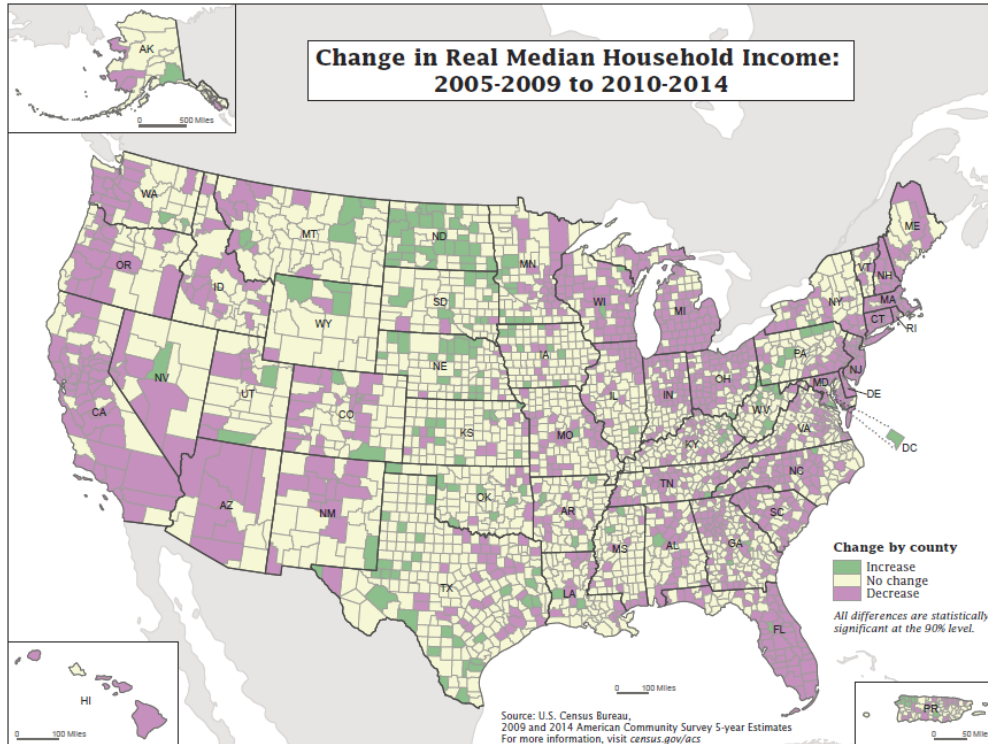 Change in Real Median Household Income:
2005-2009 to 2010-2014
AK
0 500 Miles
WA
MT
ND
MN
ME
OR
ID
SD
WI
MI
VT
NH
NY
MA
CT
RI
WY
IA
NE
PA
NJ
NV
UT
CO
IL
IN
OH
MD
DE
CA
KS
MO
WV
VA
KY
DC
AZ
NM
OK
AR
TN
NC
SC
MS
AL
GA
TX
LA
FL
Change by county
Increase
No change
Decrease
All differences are statistically
significant at the 90% level.
HI
0 100 Miles
0 100 Miles
PR
0 50 Miles
Source: U.S. Census Bureau,
2009 and 2014 American Community Survey 5-year Estimates
For more information, visit census.gov/acs